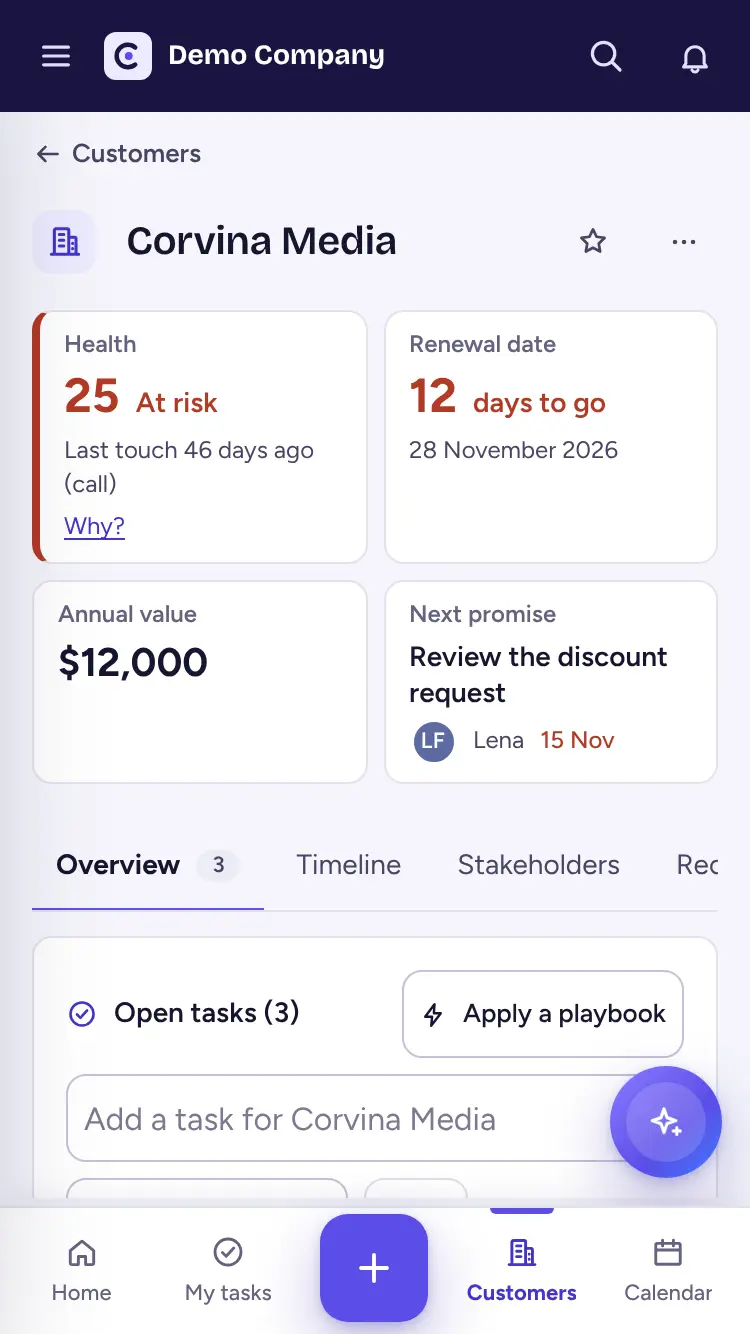 Demo Company
Customers
Corvina Media
Health
25 At risk
Last touch 46 days ago
(call)
Why?
Renewal date
12 days to go
28 November 2026
Annual value
$12,000
Next promise
Review the discount
request
LF Lena 15 Nov
Overview 3 Timeline Stakeholders Rec
Open tasks (3)
Apply a playbook
Add a task for Corvina Media
Home
My tasks
Customers
Calendar